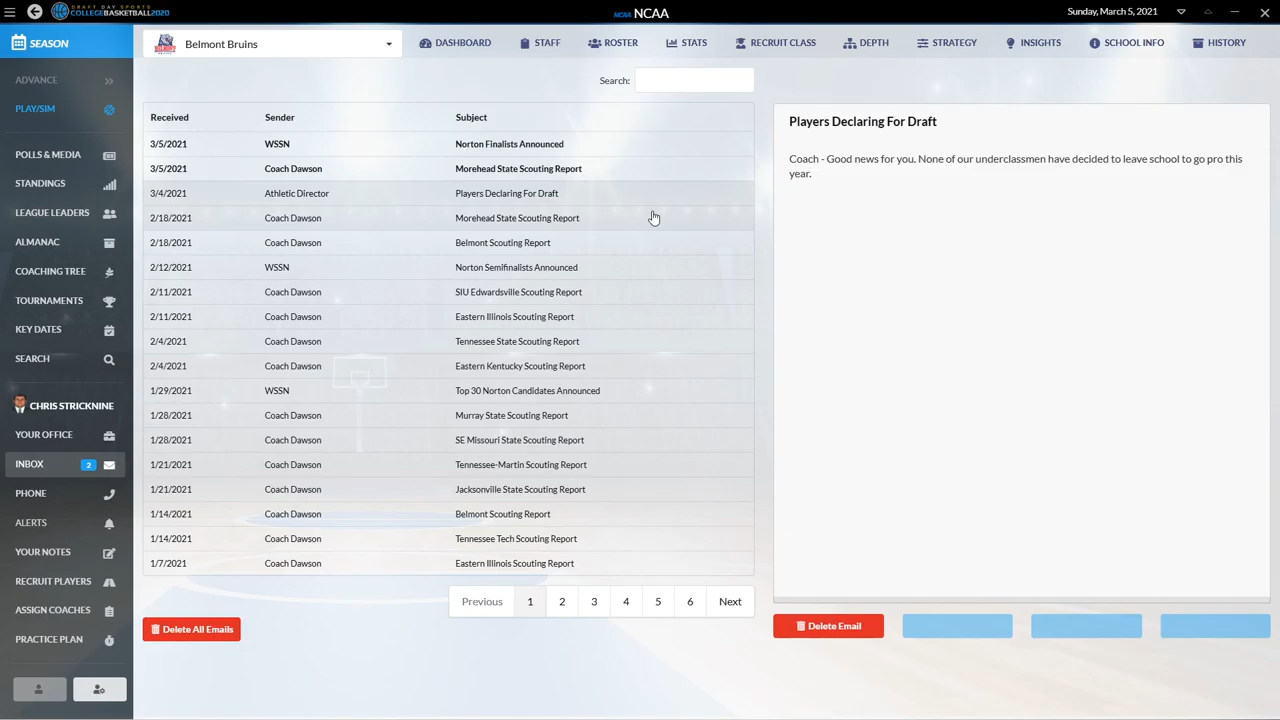 DRAFT DAY SPORTS
COLLEGE BASKETBALL 2020
NCAA NCAA
Sunday, March 5, 2021
SEASON
Belmont Bruins
DASHBOARD
STAFF
ROSTER
STATS
RECRUIT CLASS
DEPTH
STRATEGY
INSIGHTS
SCHOOL INFO
HISTORY
ADVANCE
PLAY/SIM
POLLS & MEDIA
STANDINGS
LEAGUE LEADERS
ALMANAC
COACHING TREE
TOURNAMENTS
KEY DATES
SEARCH
CHRIS STRICKNINE
YOUR OFFICE
INBOX 2
PHONE
ALERTS
YOUR NOTES
RECRUIT PLAYERS
ASSIGN COACHES
PRACTICE PLAN
Search:
Received Sender Subject
3/5/2021 WSSN Norton Finalists Announced
3/5/2021 Coach Dawson Morehead State Scouting Report
3/4/2021 Athletic Director Players Declaring For Draft
2/18/2021 Coach Dawson Morehead State Scouting Report
2/18/2021 Coach Dawson Belmont Scouting Report
2/12/2021 WSSN Norton Semifinalists Announced
2/11/2021 Coach Dawson SIU Edwardsville Scouting Report
2/11/2021 Coach Dawson Eastern Illinois Scouting Report
2/4/2021 Coach Dawson Tennessee State Scouting Report
2/4/2021 Coach Dawson Eastern Kentucky Scouting Report
1/29/2021 WSSN Top 30 Norton Candidates Announced
1/28/2021 Coach Dawson Murray State Scouting Report
1/28/2021 Coach Dawson SE Missouri State Scouting Report
1/21/2021 Coach Dawson Tennessee-Martin Scouting Report
1/21/2021 Coach Dawson Jacksonville State Scouting Report
1/14/2021 Coach Dawson Belmont Scouting Report
1/14/2021 Coach Dawson Tennessee Tech Scouting Report
1/7/2021 Coach Dawson Eastern Illinois Scouting Report
Previous 1 2 3 4 5 6 Next
Delete All Emails
Players Declaring For Draft
Coach - Good news for you. None of our underclassmen have decided to leave school to go pro this
year.
Delete Email